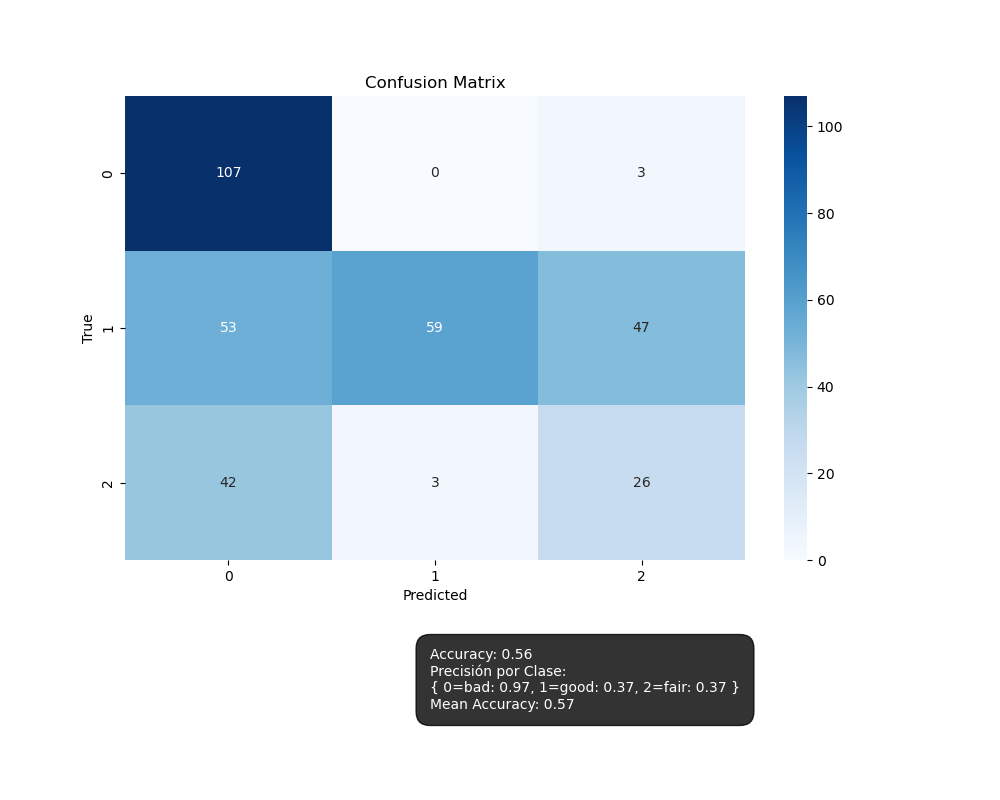 Confusion Matrix
107 0 3
53 59 47
42 3 26
0
1
2
True
0 1 2
Predicted
100
80
60
40
20
0
Accuracy: 0.56
Precisión por Clase:
{ 0=bad: 0.97, 1=good: 0.37, 2=fair: 0.37 }
Mean Accuracy: 0.57